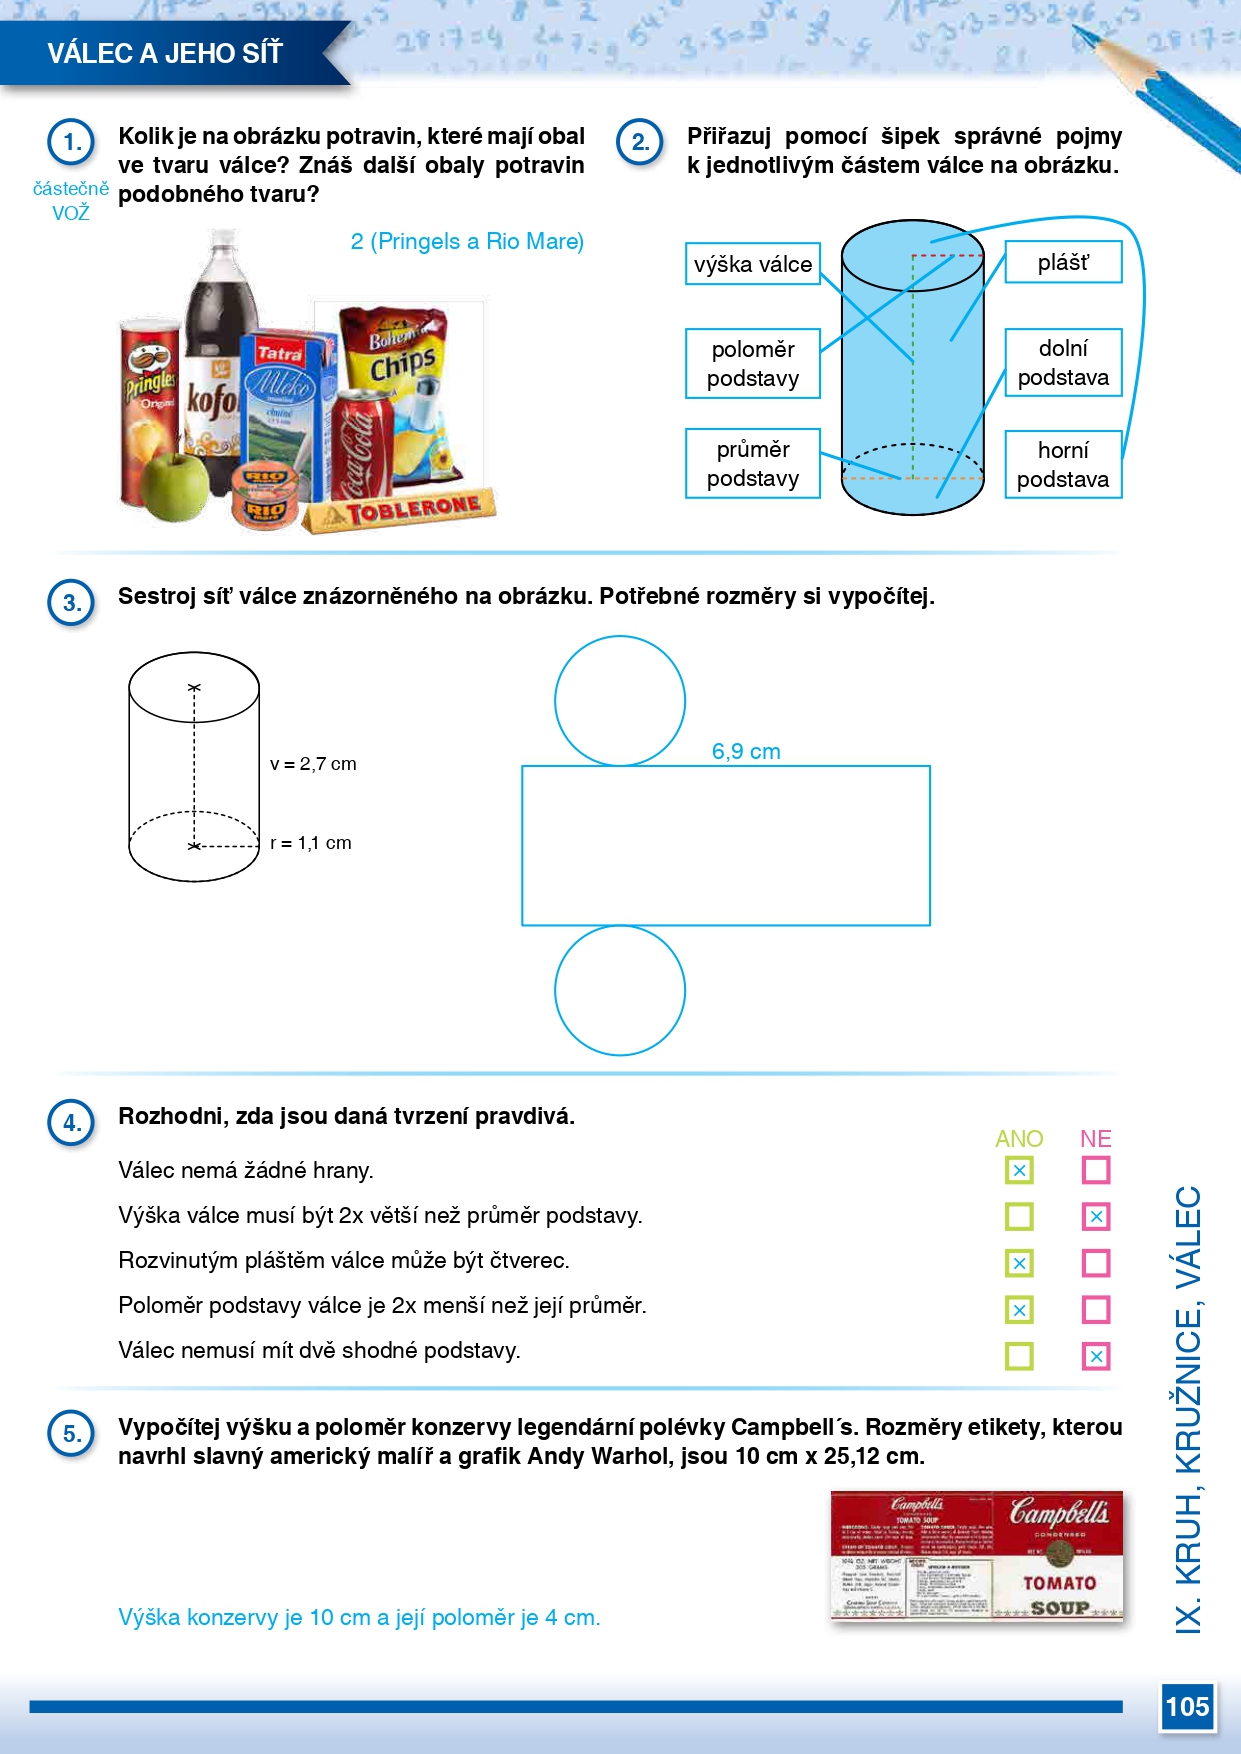 VÁLEC A JEHO SÍŤ
1.
Kolik je na obrázku potravin, které mají obal
ve tvaru válce? Znáš další obaly potravin
podobného tvaru?
částečně
VOŽ
2 (Pringels a Rio Mare)
Pringles
Original
kofo
Tatra
Mléko
Bohemia
Chips
Coca-Cola
RIO
mare
RIO
mare
TOBLERONE
2.
Přiřazuj pomocí šipek správné pojmy
k jednotlivým částem válce na obrázku.
výška válce
poloměr
podstavy
průměr
podstavy
plášť
dolní
podstava
horní
podstava
3.
Sestroj síť válce znázorněného na obrázku. Potřebné rozměry si vypočítej.
v = 2,7 cm
r = 1,1 cm
6,9 cm
4.
Rozhodni, zda jsou daná tvrzení pravdivá.
ANO NE
Válec nemá žádné hrany. × 
Výška válce musí být 2x větší než průměr podstavy. ×
Rozvinutým pláštěm válce může být čtverec. ×
Poloměr podstavy válce je 2x menší než její průměr. ×
Válec nemusí mít dvě shodné podstavy. ×
5.
Vypočítej výšku a poloměr konzervy legendární polévky Campbell´s. Rozměry etikety, kterou
navrhl slavný americký malíř a grafik Andy Warhol, jsou 10 cm x 25,12 cm.
Campbell's
TOMATO SOUP
Campbell's
CONDENSED
TOMATO
SOUP
Výška konzervy je 10 cm a její poloměr je 4 cm.
IX. KRUH, KRUŽNICE, VÁLEC
105